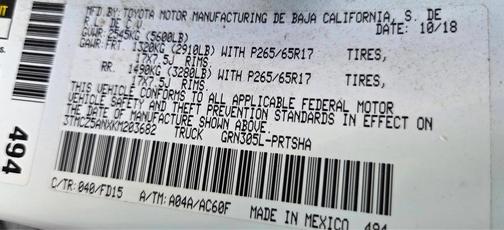 MFD BY: TOYOTA MOTOR MANUFACTURING DE BAJA CALIFORNIA, S. DE
R.L. DE DATE: 10/18
GVWR 2545KG (5600LB)
GAWR: FRT. 1320KG (2910LB) WITH P265/65R17 TIRES,
17X7.5J RIMS.
RR. 1490KG (3280LB) WITH P265/65R17 TIRES,
17X7.5J RIMS.
THIS VEHICLE CONFORMS TO ALL APPLICABLE FEDERAL MOTOR
VEHICLE SAFETY AND THEFT PREVENTION STANDARDS IN EFFECT ON
THE DATE OF MANUFACTURE SHOWN ABOVE.
3TMCZ5ANXKM203682 TRUCK GRN305L-PRTSHA
C/TR: 040/FD15 A/TM: A04A/AC60F MADE IN MEXICO 494
494